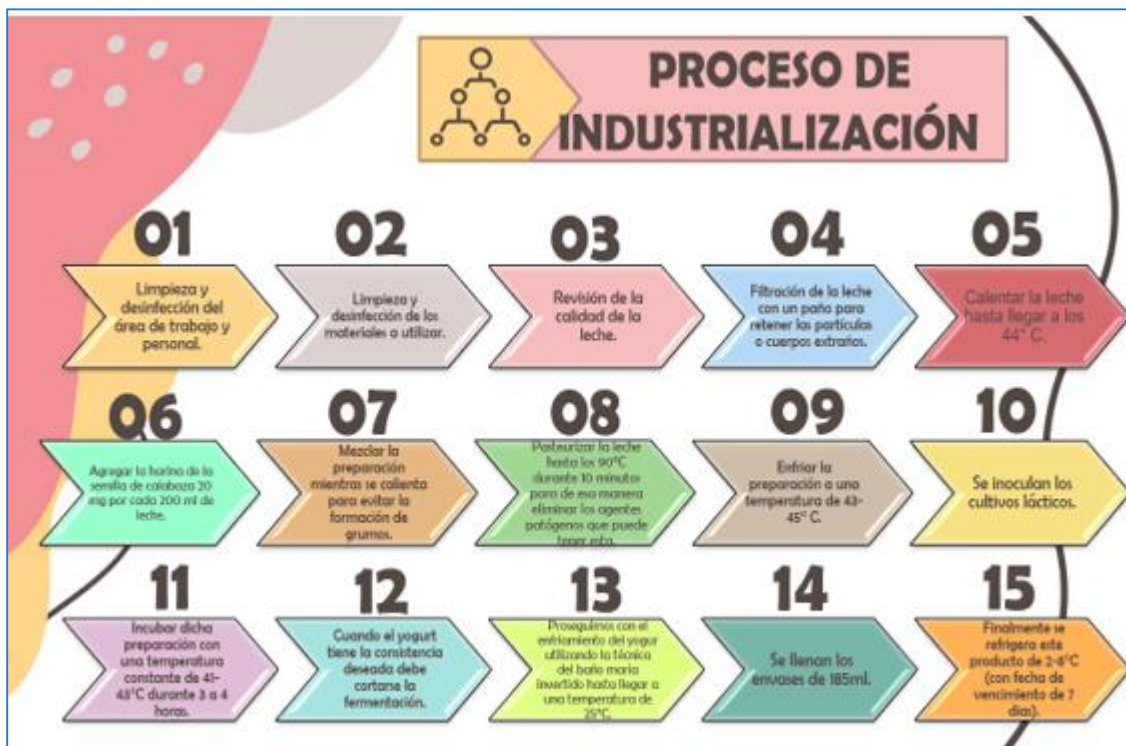 PROCESO DE
INDUSTRIALIZACIÓN
01
Limpieza y
desinfección del
área de trabajo y
personal.
02
Limpieza y
desinfección de los
materiales a utilizar.
03
Revisión de la
calidad de la
leche.
04
Filtración de la leche
con un paño para
retener las partículas
o cuerpos extraños.
05
Calentar la leche
hasta llegar a los
44° C.
06
Agregar la harina de la
semilla de calabaza 20
mg por cada 200 ml de
leche.
07
Mezclar la
preparación
mientras se calienta
para evitar la
formación de
grumos.
08
Pasteurizar la leche
hasta los 90°C
durante 10 minutos
para de esa manera
eliminar los agentes
patógenos que puede
tener esta.
09
Enfriar la
preparación a una
temperatura de 43-
45° C.
10
Se inoculan los
cultivos lácticos.
11
Incubar dicha
preparación con
una temperatura
constante de 41-
43°C durante 3 a 4
horas.
12
Cuando el yogurt
tiene la consistencia
deseada debe
cortarse la
fermentación.
13
Proseguimos con el
enfriamiento del yogur
utilizando la técnica
del baño maría
invertido hasta llegar a
una temperatura de
25°C.
14
Se llenan los
envases de 185ml.
15
Finalmente se
refrigera este
producto de 2-8°C
(con fecha de
vencimiento de 7
días).